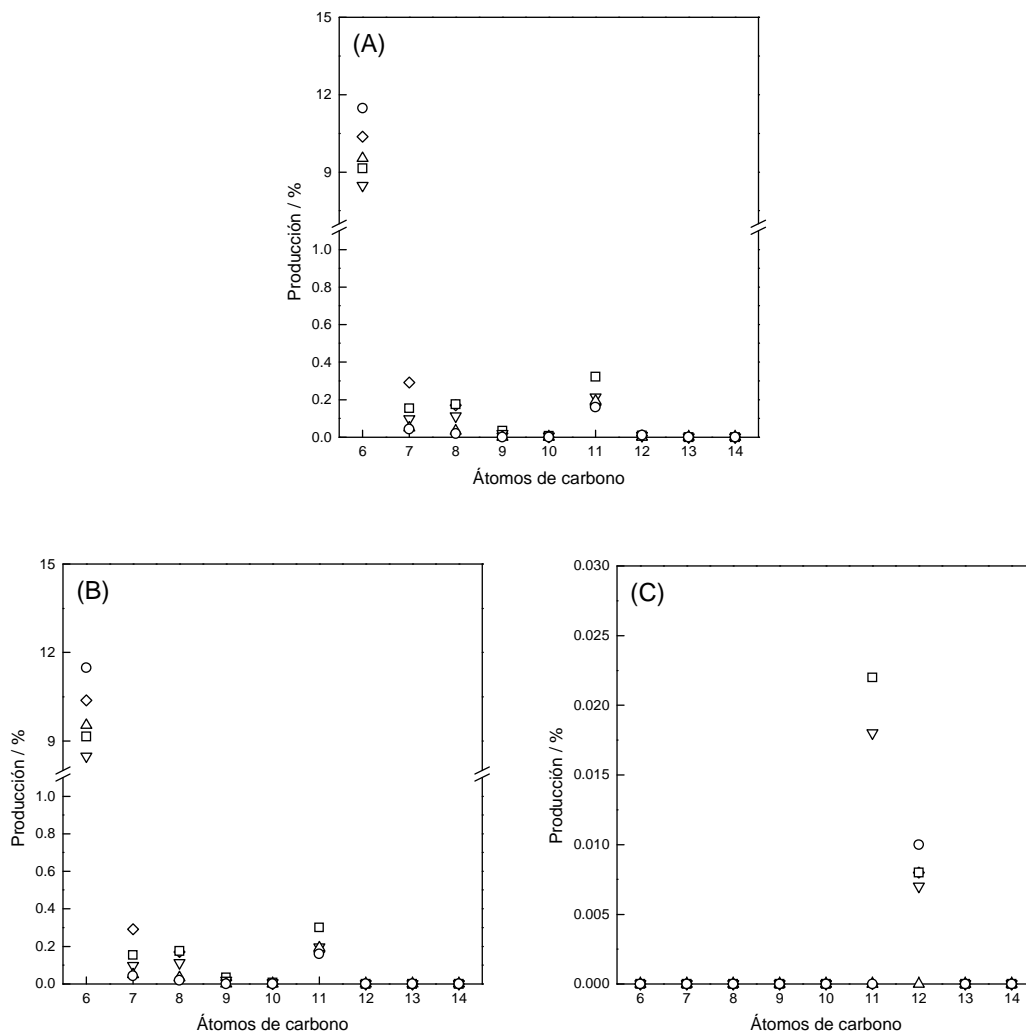 (A)
15
12
9
1.0
0.8
0.6
0.4
0.2
0.0
Producción / %
6 7 8 9 10 11 12 13 14
Átomos de carbono
(B)
15
12
9
1.0
0.8
0.6
0.4
0.2
0.0
Producción / %
6 7 8 9 10 11 12 13 14
Átomos de carbono
(C)
0.030
0.025
0.020
0.015
0.010
0.005
0.000
Producción / %
6 7 8 9 10 11 12 13 14
Átomos de carbono